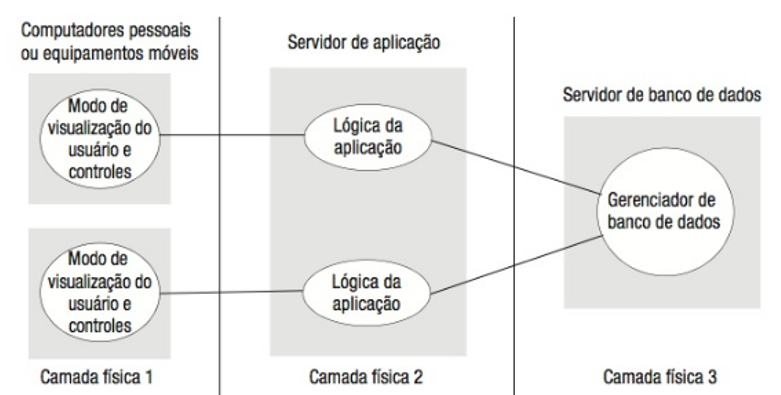 Computadores pessoais
ou equipamentos móveis
Modo de
visualização do
usuário e
controles
Modo de
visualização do
usuário e
controles
Camada física 1
Servidor de aplicação
Lógica da
aplicação
Lógica da
aplicação
Camada física 2
Servidor de banco de dados
Gerenciador de
banco de dados
Camada física 3